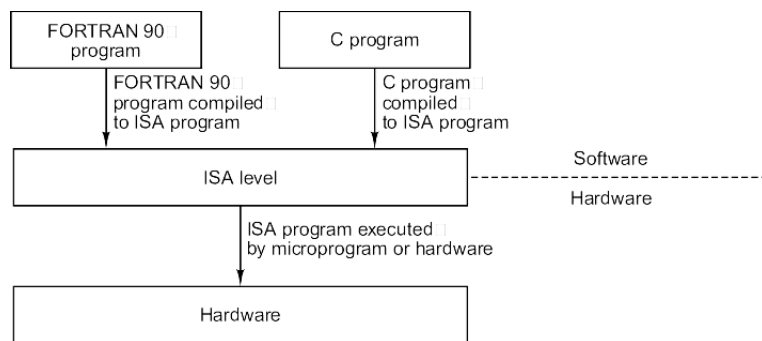 FORTRAN 90
program
C program
FORTRAN 90
program compiled
to ISA program
C program
compiled
to ISA program
ISA level
Software
Hardware
ISA program executed
by microprogram or hardware
Hardware